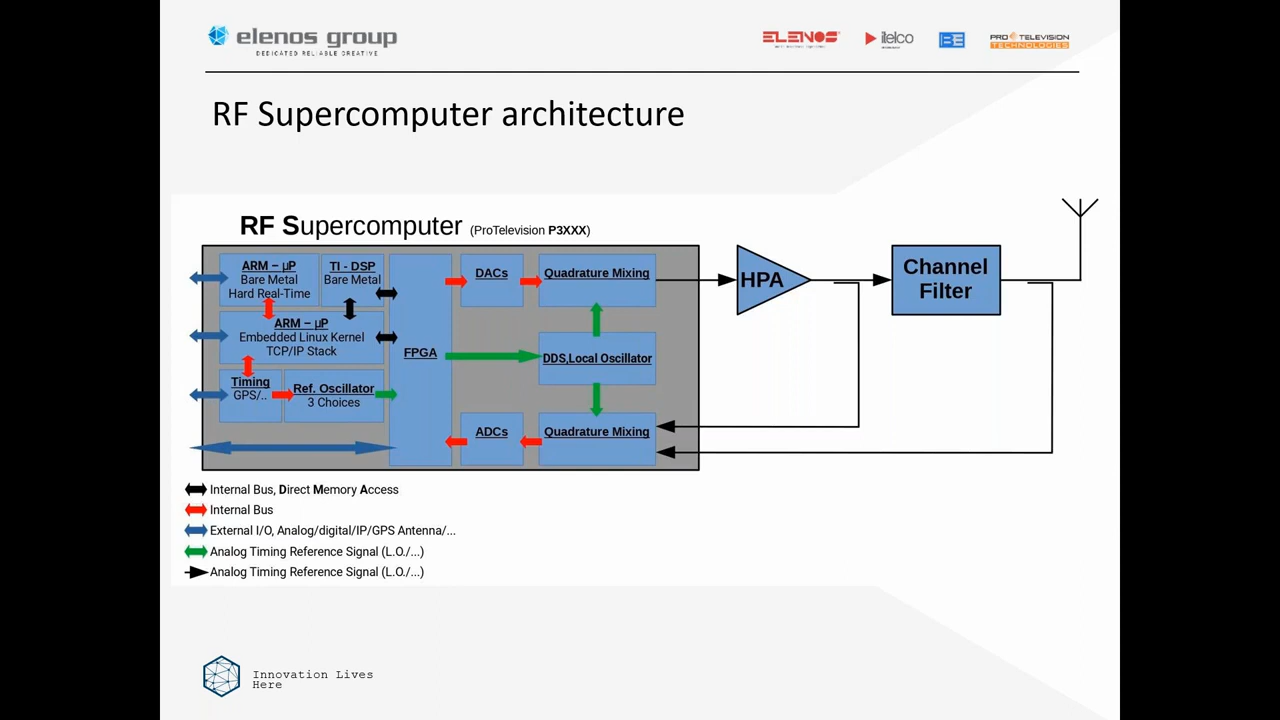 elenos group
DEDICATED RELIABLE CREATIVE
ELENOS
itelco
BE
PRO TELEVISION
TECHNOLOGIES
RF Supercomputer architecture
RF Supercomputer (ProTelevision P3XXX)
ARM – µP
Bare Metal
Hard Real-Time
TI - DSP
Bare Metal
ARM – µP
Embedded Linux Kernel
TCP/IP Stack
Timing
GPS/..
Ref. Oscillator
3 Choices
FPGA
DACs
Quadrature Mixing
DDS,Local Oscillator
ADCs
Quadrature Mixing
HPA
Channel
Filter
Internal Bus, Direct Memory Access
Internal Bus
External I/O, Analog/digital/IP/GPS Antenna/...
Analog Timing Reference Signal (L.O./...)
Analog Timing Reference Signal (L.O./...)
Innovation Lives
Here